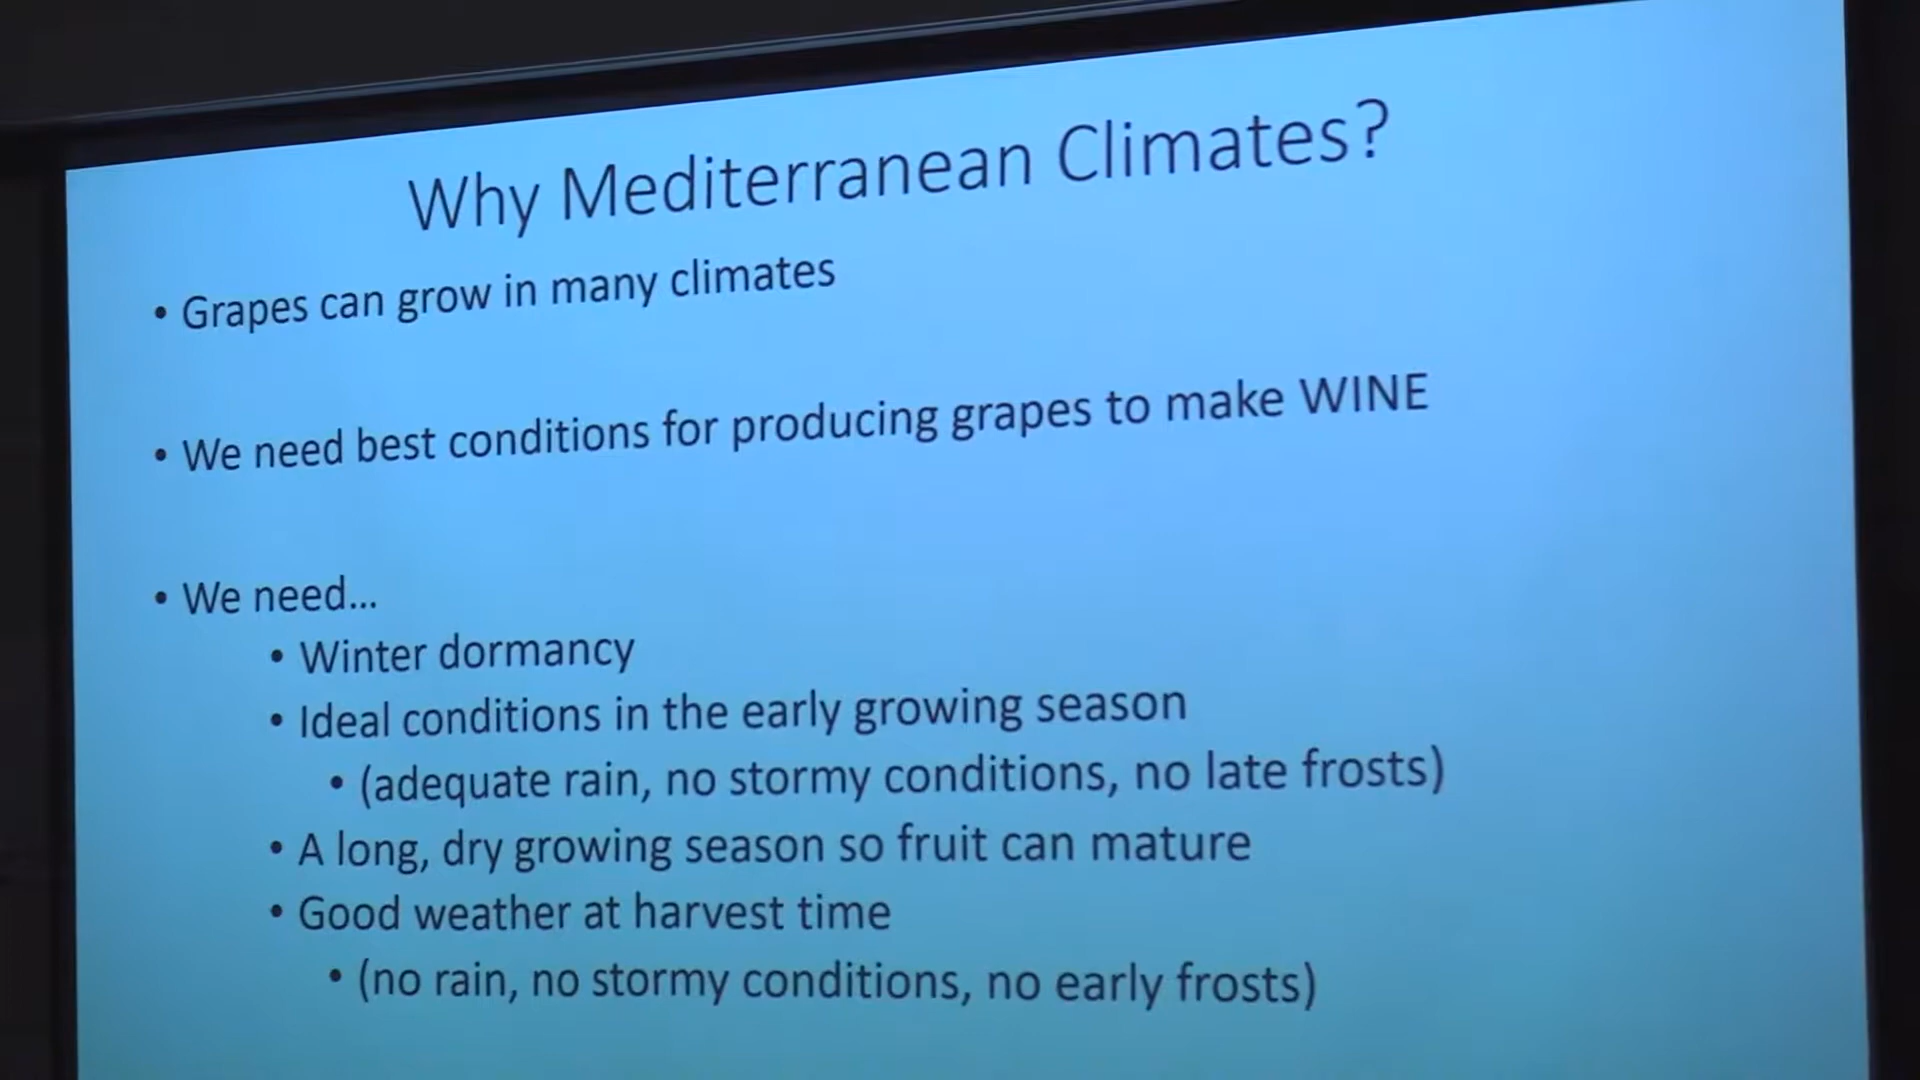 Why Mediterranean Climates?
• Grapes can grow in many climates
• We need best conditions for producing grapes to make WINE
• We need...
• Winter dormancy
• Ideal conditions in the early growing season
• (adequate rain, no stormy conditions, no late frosts)
• A long, dry growing season so fruit can mature
• Good weather at harvest time
• (no rain, no stormy conditions, no early frosts)